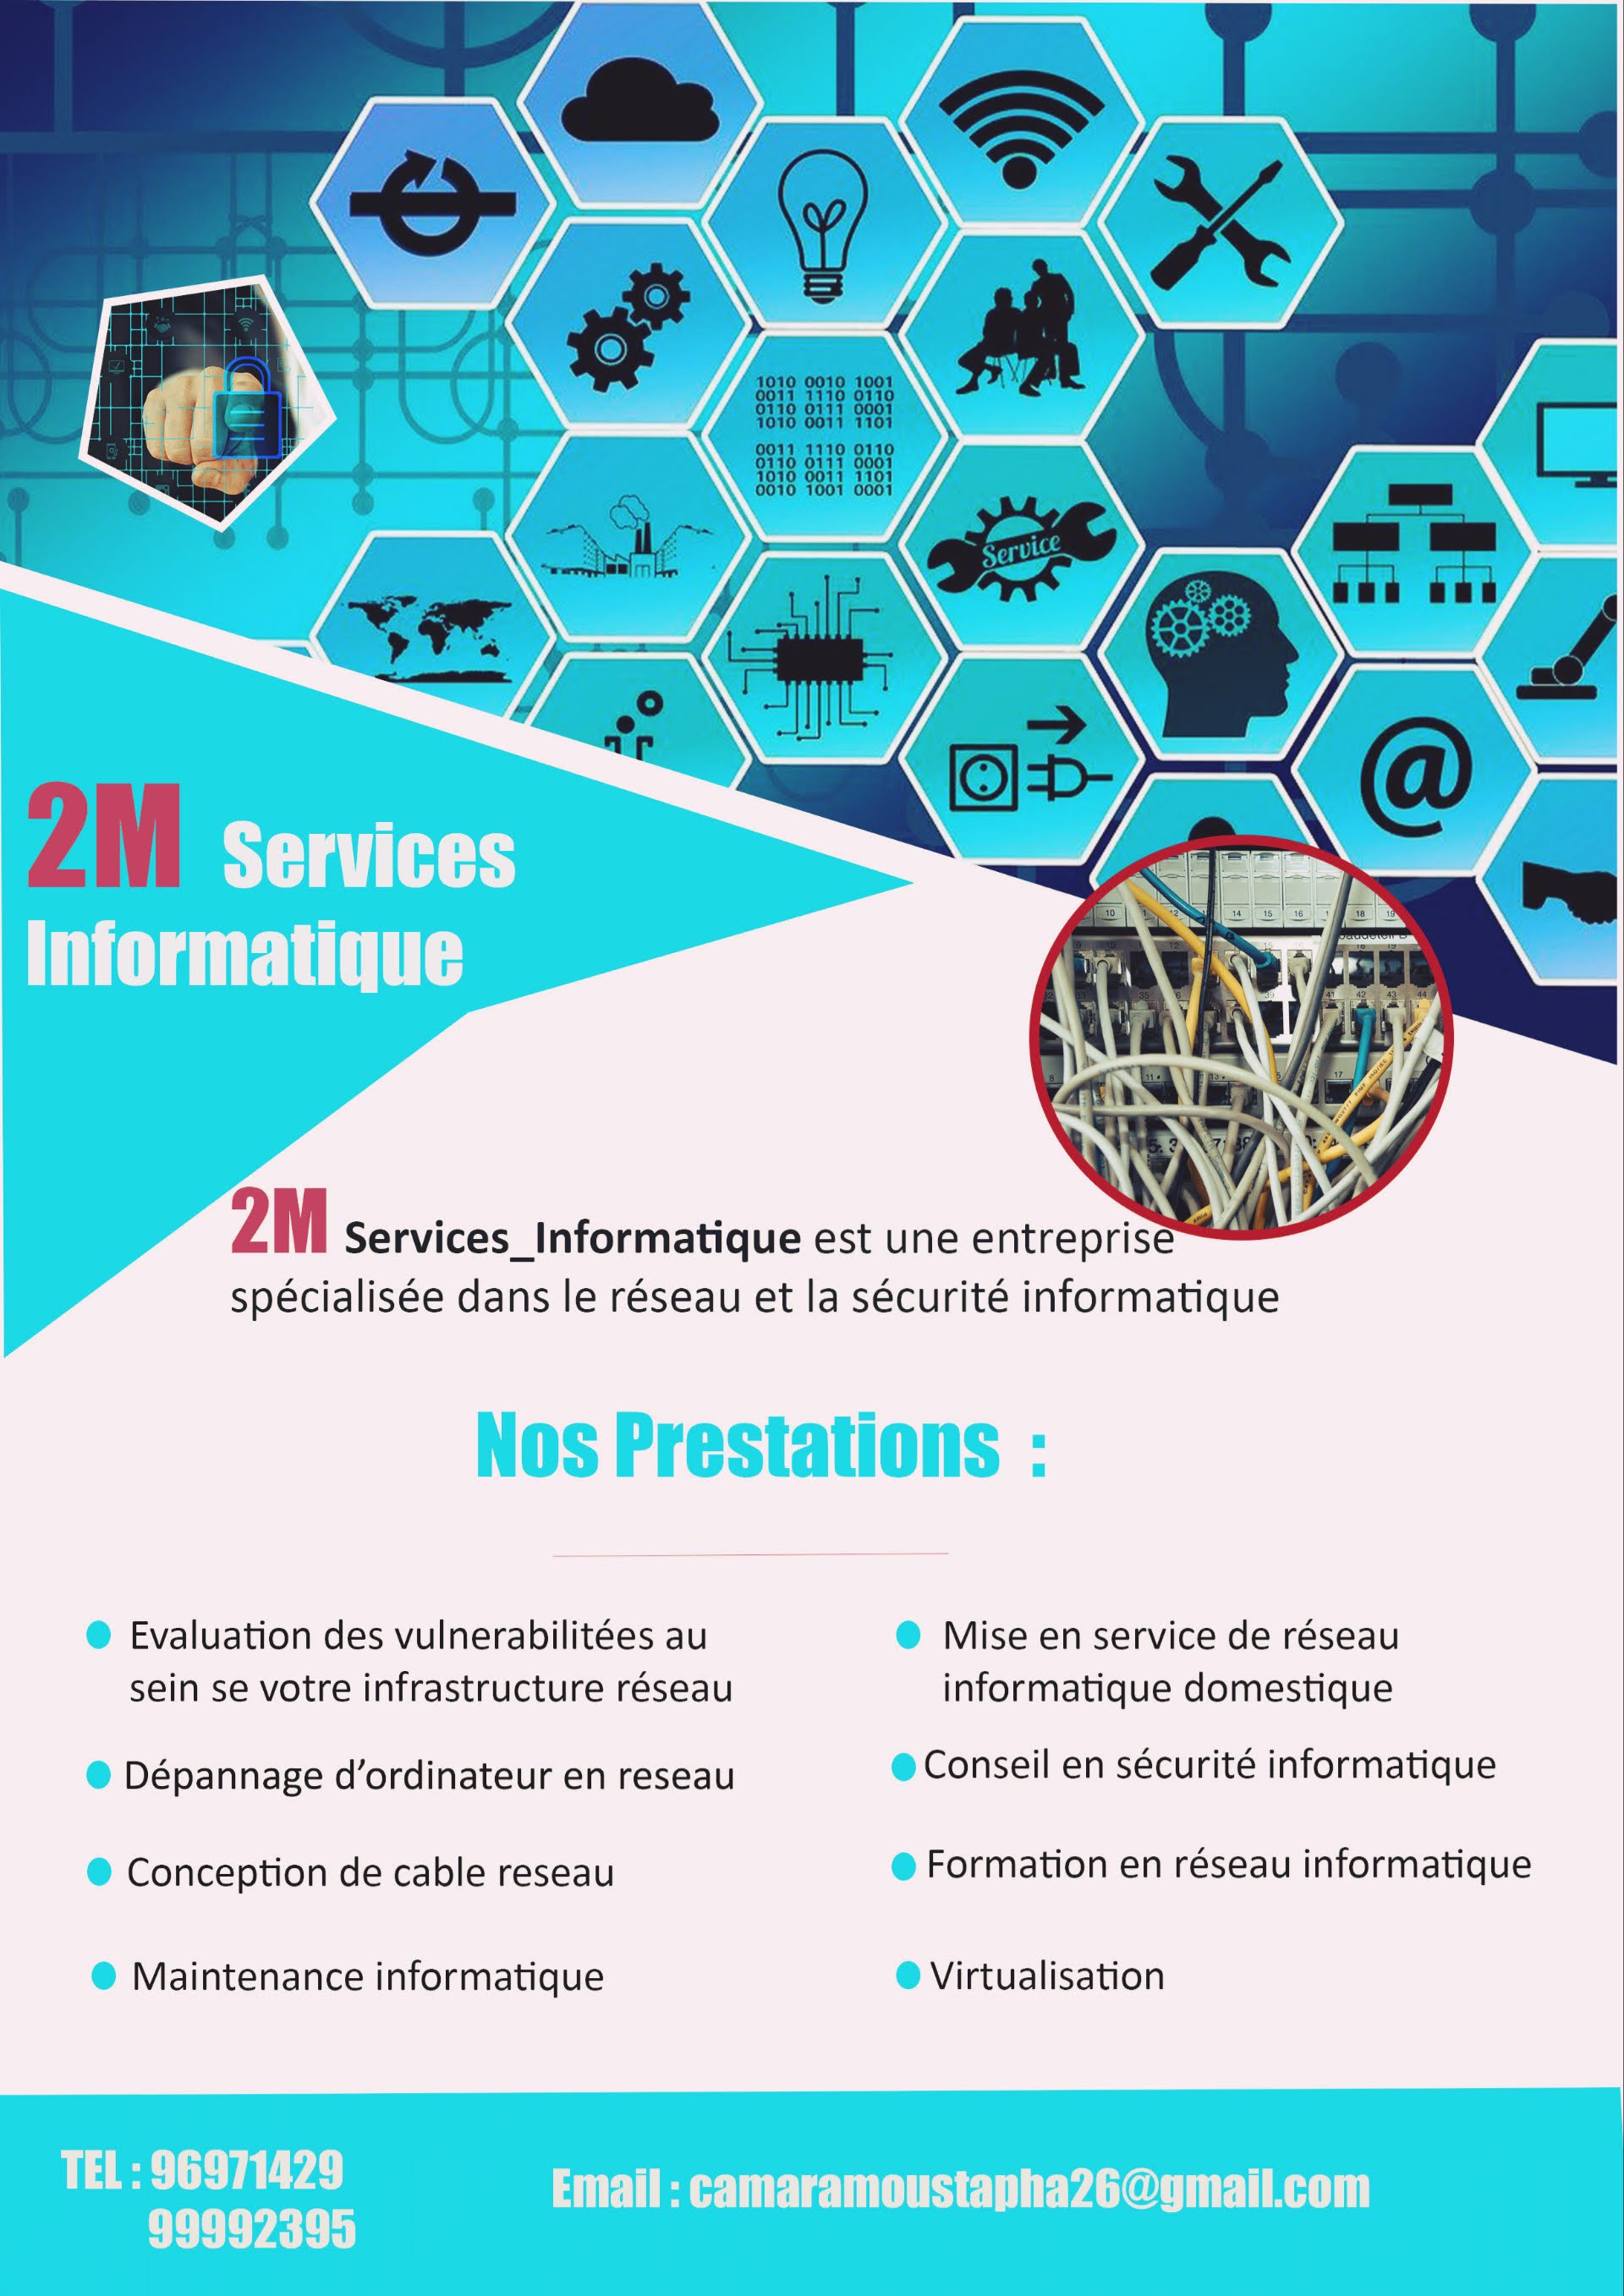 1010 0010 1001
0011 1110 0110
0110 0111 0001
1010 0011 1101
0011 1110 0110
0110 0111 0001
1010 0011 1101
0010 1001 0001
Service
@
2M Services
Informatique
2M Services_Informatique est une entreprise
spécialisée dans le réseau et la sécurité informatique
Nos Prestations :
Evaluation des vulnerabilitées au
sein se votre infrastructure réseau
Dépannage d’ordinateur en reseau
Conception de cable reseau
Maintenance informatique
Mise en service de réseau
informatique domestique
Conseil en sécurité informatique
Formation en réseau informatique
Virtualisation
TEL : 96971429
99992395
Email : camaramoustapha26@gmail.com